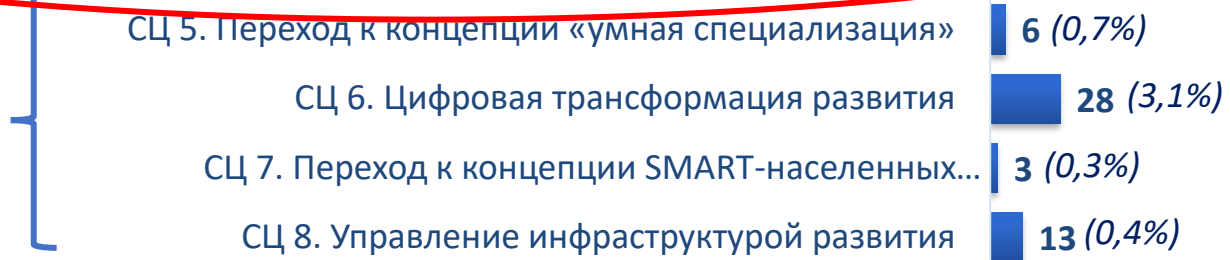 СЦ 5. Переход к концепции «умная специализация» 6 (0,7%)
СЦ 6. Цифровая трансформация развития 28 (3,1%)
СЦ 7. Переход к концепции SMART-населенных... 3 (0,3%)
СЦ 8. Управление инфраструктурой развития 13 (0,4%)